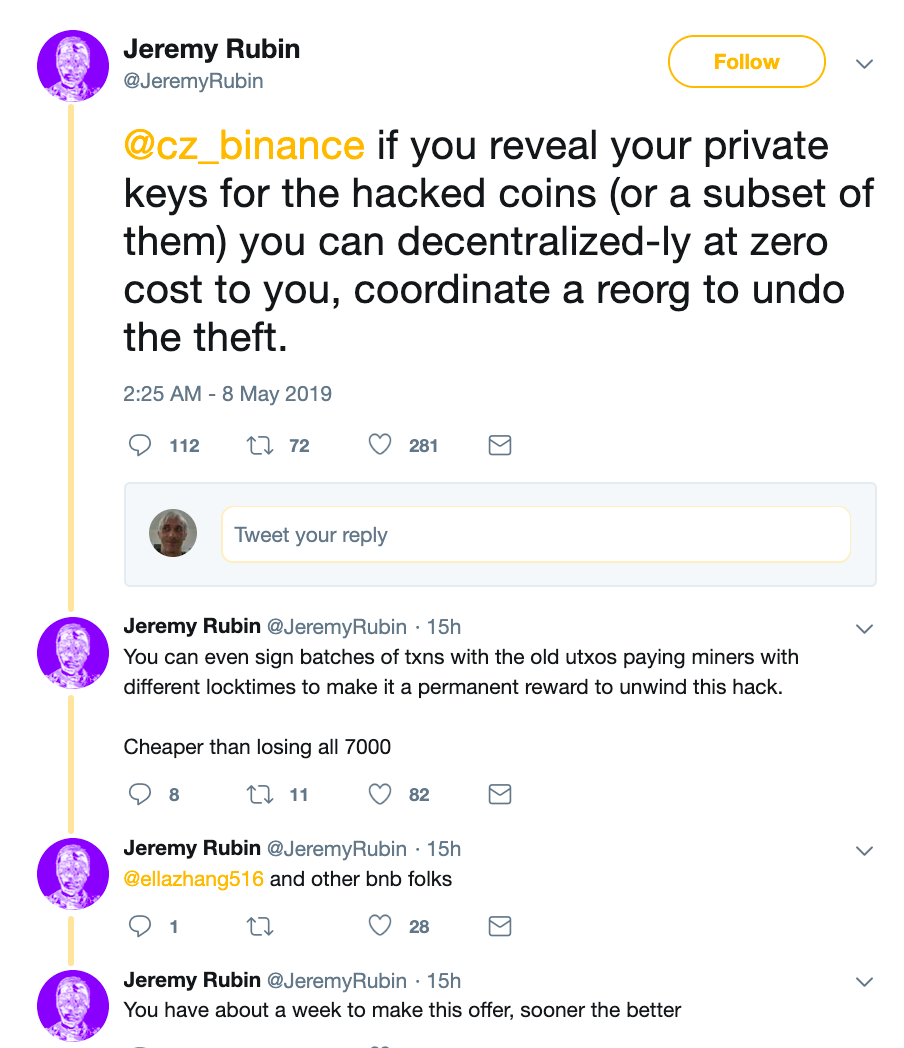 Jeremy Rubin
@JeremyRubin
Follow
@cz_binance if you reveal your private
keys for the hacked coins (or a subset of
them) you can decentralized-ly at zero
cost to you, coordinate a reorg to undo
the theft.
2:25 AM - 8 May 2019
112 72 281
Tweet your reply
Jeremy Rubin @JeremyRubin · 15h
You can even sign batches of txns with the old utxos paying miners with
different locktimes to make it a permanent reward to unwind this hack.
Cheaper than losing all 7000
8 11 82
Jeremy Rubin @JeremyRubin · 15h
@ellazhang516 and other bnb folks
1 28
Jeremy Rubin @JeremyRubin · 15h
You have about a week to make this offer, sooner the better